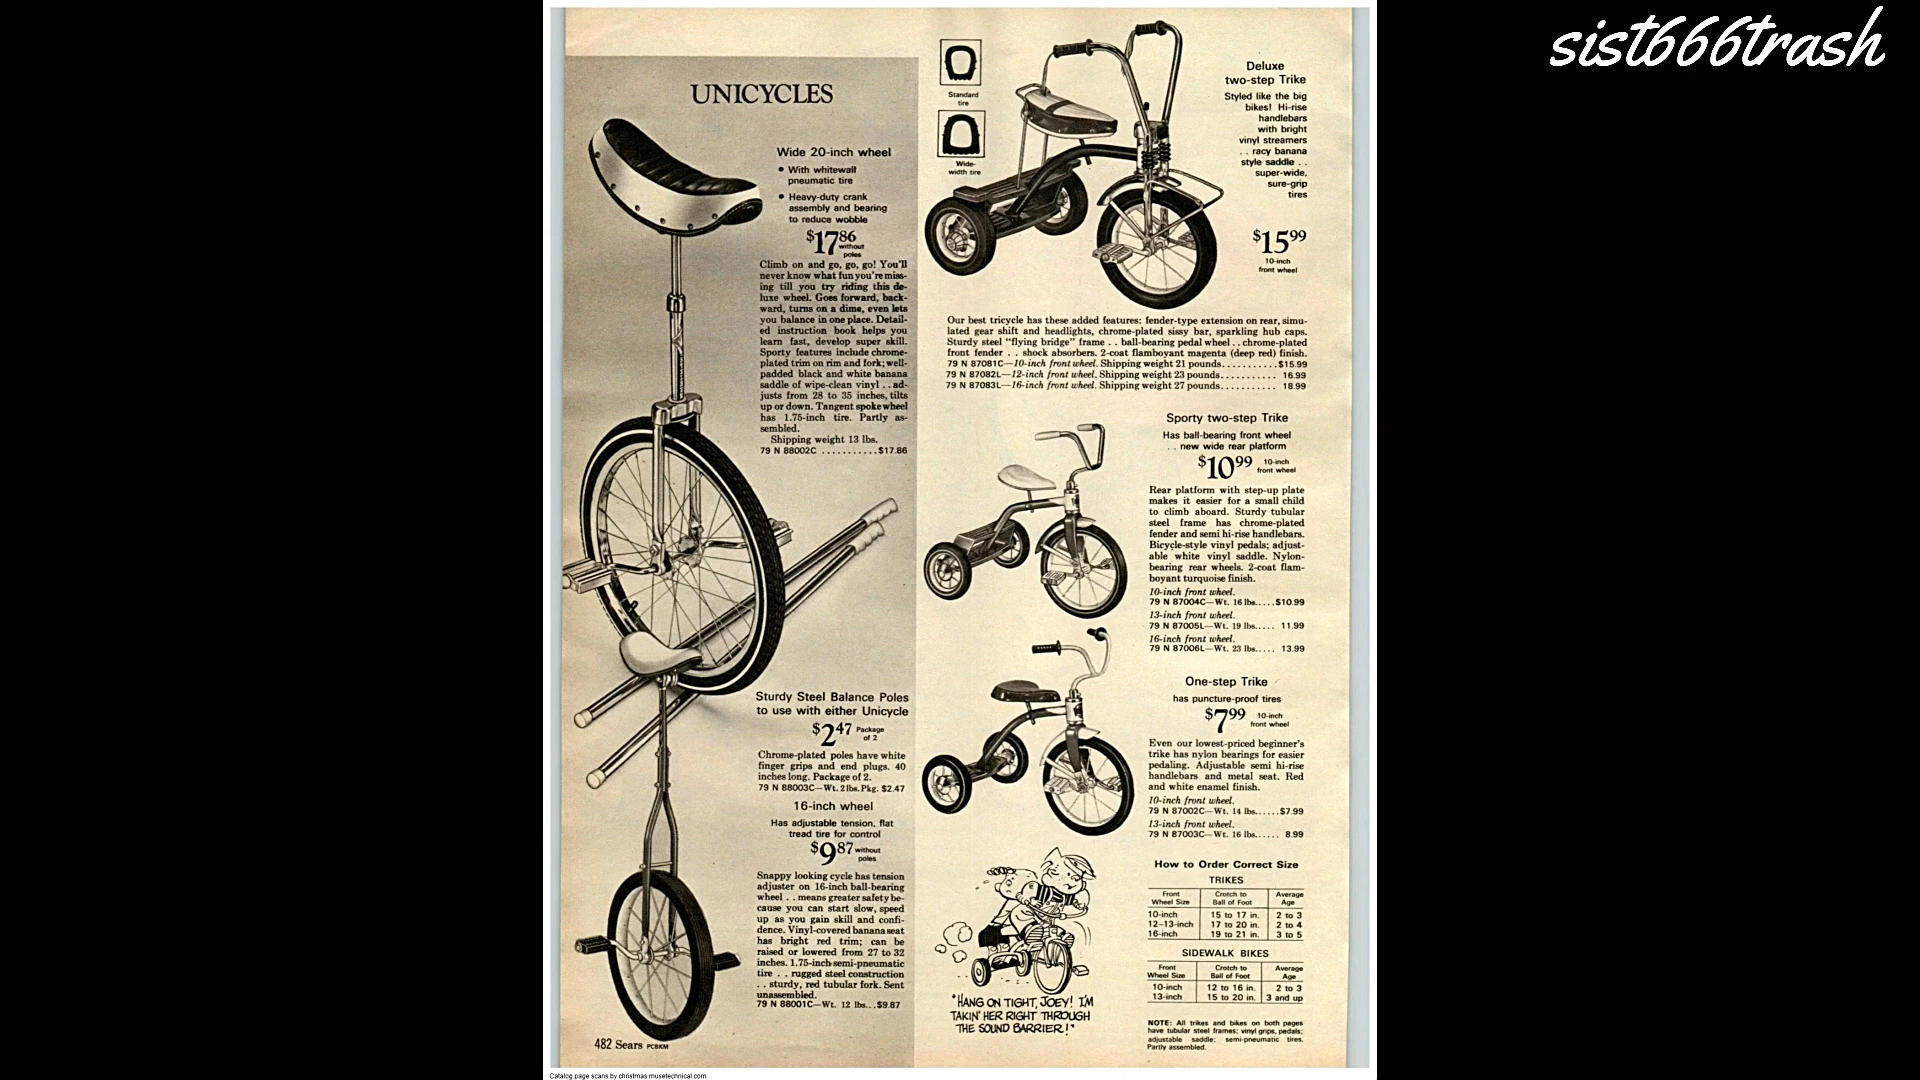 sist666trash
UNICYCLES
Wide 20-inch wheel
• With whitewall
pneumatic tire
• Heavy-duty crank
assembly and bearing
to reduce wobble
$17.86 without
poles
Climb on and go, go, go! You'll
never know what fun you're miss-
ing till you try riding this de-
luxe wheel. Goes forward, back-
ward, turns on a dime, even lets
you balance in one place. Detail-
ed instruction book helps you
learn fast, develop super skill.
Sporty features include chrome-
plated trim on rim and fork; well-
padded black and white banana
saddle of wipe-clean vinyl . . ad-
justs from 28 to 35 inches, tilts
up or down. Tangent spoke wheel
has 1.75-inch tire. Partly as-
sembled.
Shipping weight 13 lbs.
79 N 88002C ...........$17.86
Sturdy Steel Balance Poles
to use with either Unicycle
$2.47 Package
of 2
Chrome-plated poles have white
finger grips and end plugs. 40
inches long. Package of 2.
79 N 88003C—Wt. 2 lbs. Pkg. $2.47
16-inch wheel
Has adjustable tension, flat
tread tire for control
$9.87 without
poles
Snappy looking cycle has tension
adjuster on 16-inch ball-bearing
wheel . . means greater safety be-
cause you can start slow, speed
up as you gain skill and confi-
dence. Vinyl-covered banana seat
has bright red trim; can be
raised or lowered from 27 to 32
inches. 1.75-inch semi-pneumatic
tire . . rugged steel construction
. . sturdy, red tubular fork. Sent
unassembled.
79 N 88001C—Wt. 12 lbs...$9.87
482 Sears PCBKM
Standard
tire
Wide-
width tire
Deluxe
two-step Trike
Styled like the big
bikes! Hi-rise
handlebars
with bright
vinyl streamers
. . racy banana
style saddle . .
super-wide,
sure-grip
tires
$15.99
10-inch
front wheel
Our best tricycle has these added features: fender-type extension on rear, simu-
lated gear shift and headlights, chrome-plated sissy bar, sparkling hub caps.
Sturdy steel "flying bridge" frame . . ball-bearing pedal wheel . . chrome-plated
front fender . . shock absorbers. 2-coat flamboyant magenta (deep red) finish.
79 N 87081C—10-inch front wheel. Shipping weight 21 pounds...........$15.99
79 N 87082L—12-inch front wheel. Shipping weight 23 pounds........... 16.99
79 N 87083L—16-inch front wheel. Shipping weight 27 pounds........... 18.99
Sporty two-step Trike
Has ball-bearing front wheel
. . new wide rear platform
$10.99 10-inch
front wheel
Rear platform with step-up plate
makes it easier for a small child
to climb aboard. Sturdy tubular
steel frame has chrome-plated
fender and semi hi-rise handlebars.
Bicycle-style vinyl pedals; adjust-
able white vinyl saddle. Nylon-
bearing rear wheels. 2-coat flam-
boyant turquoise finish.
10-inch front wheel.
79 N 87004C—Wt. 16 lbs.....$10.99
13-inch front wheel.
79 N 87005L—Wt. 19 lbs..... 11.99
16-inch front wheel.
79 N 87006L—Wt. 23 lbs..... 13.99
One-step Trike
has puncture-proof tires
$7.99 10-inch
front wheel
Even our lowest-priced beginner's
trike has nylon bearings for easier
pedaling. Adjustable semi hi-rise
handlebars and metal seat. Red
and white enamel finish.
10-inch front wheel.
79 N 87002C—Wt. 14 lbs......$7.99
13-inch front wheel.
79 N 87003C—Wt. 16 lbs...... 8.99
"HANG ON TIGHT, JOEY! I'M
TAKIN' HER RIGHT THROUGH
THE SOUND BARRIER!"
How to Order Correct Size
TRIKES
Front Wheel Size Crotch to Ball of Foot Average Age
10-inch 15 to 17 in. 2 to 3
12–13-inch 17 to 20 in. 2 to 4
16-inch 19 to 21 in. 3 to 5
SIDEWALK BIKES
Front Wheel Size Crotch to Ball of Foot Average Age
10-inch 12 to 16 in. 2 to 3
13-inch 15 to 20 in. 3 and up
NOTE: All trikes and bikes on both pages
have tubular steel frames; vinyl grips, pedals;
adjustable saddle; semi-pneumatic tires.
Partly assembled.
Catalog page scans by christmas.musetechnical.com